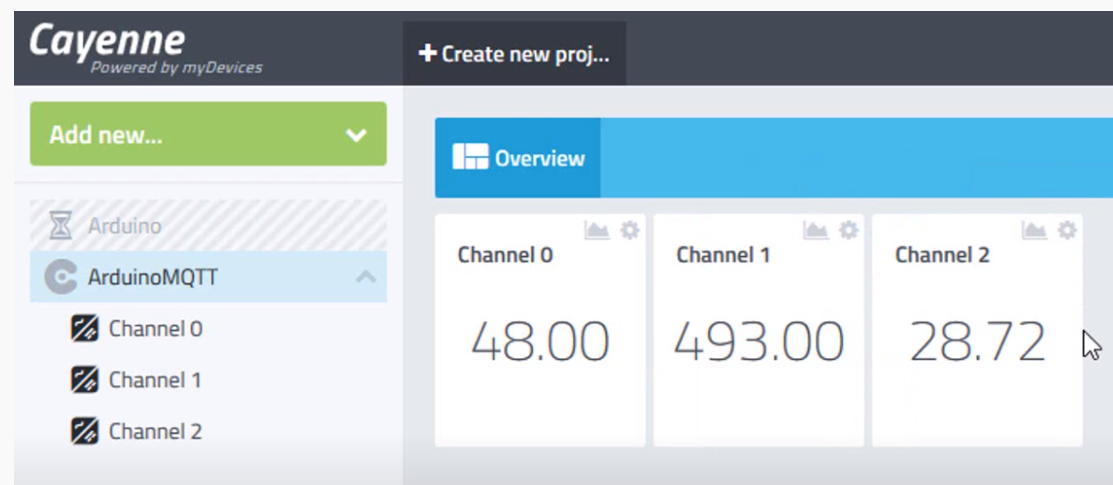 Cayenne
Powered by myDevices
+ Create new proj...
Add new...
Overview
Arduino
ArduinoMQTT
Channel 0
Channel 1
Channel 2
Channel 0
48.00
Channel 1
493.00
Channel 2
28.72